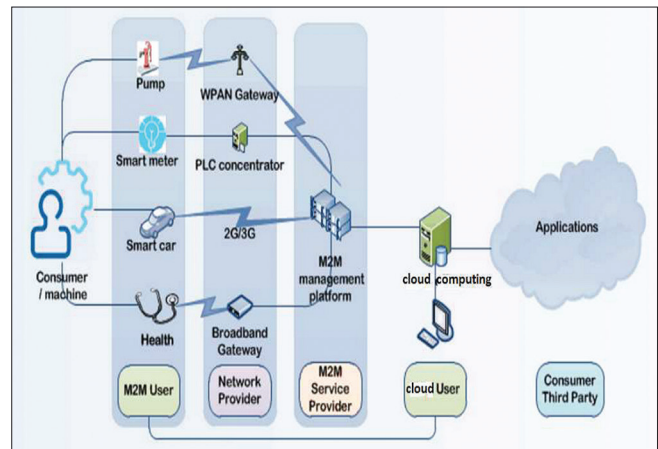 Pump
WPAN Gateway
Smart meter
PLC concentrator
Smart car
2G/3G
Consumer
/ machine
M2M
management
platform
cloud computing
Applications
Health
Broadband
Gateway
M2M User
Network
Provider
M2M
Service
Provider
cloud User
Consumer
Third Party